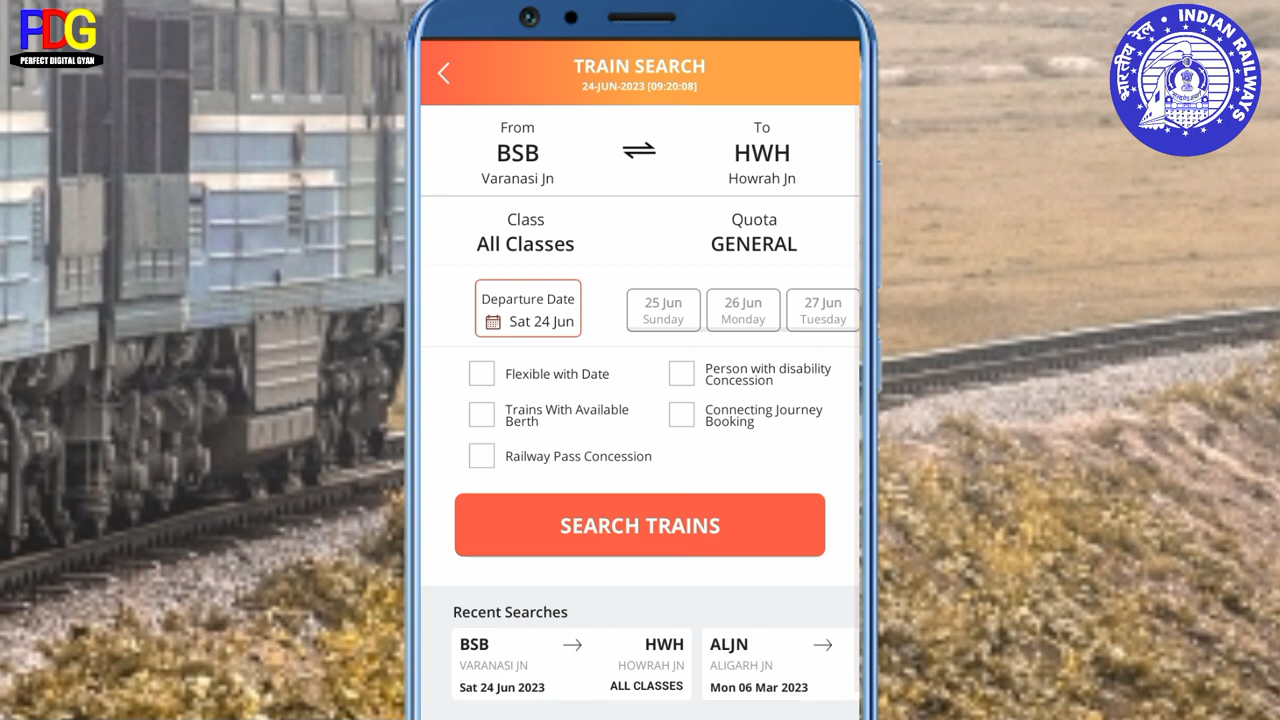 PDG
PERFECT DIGITAL GYAN
भारतीय रेल • INDIAN RAILWAYS
TRAIN SEARCH
24-JUN-2023 [09:20:08]
From
BSB
Varanasi Jn
To
HWH
Howrah Jn
Class
All Classes
Quota
GENERAL
Departure Date
Sat 24 Jun
25 Jun
Sunday
26 Jun
Monday
27 Jun
Tuesday
Flexible with Date
Person with disability
Concession
Trains With Available
Berth
Connecting Journey
Booking
Railway Pass Concession
SEARCH TRAINS
Recent Searches
BSB
HWH
VARANASI JN
HOWRAH JN
Sat 24 Jun 2023
ALL CLASSES
ALJN
ALIGARH JN
Mon 06 Mar 2023